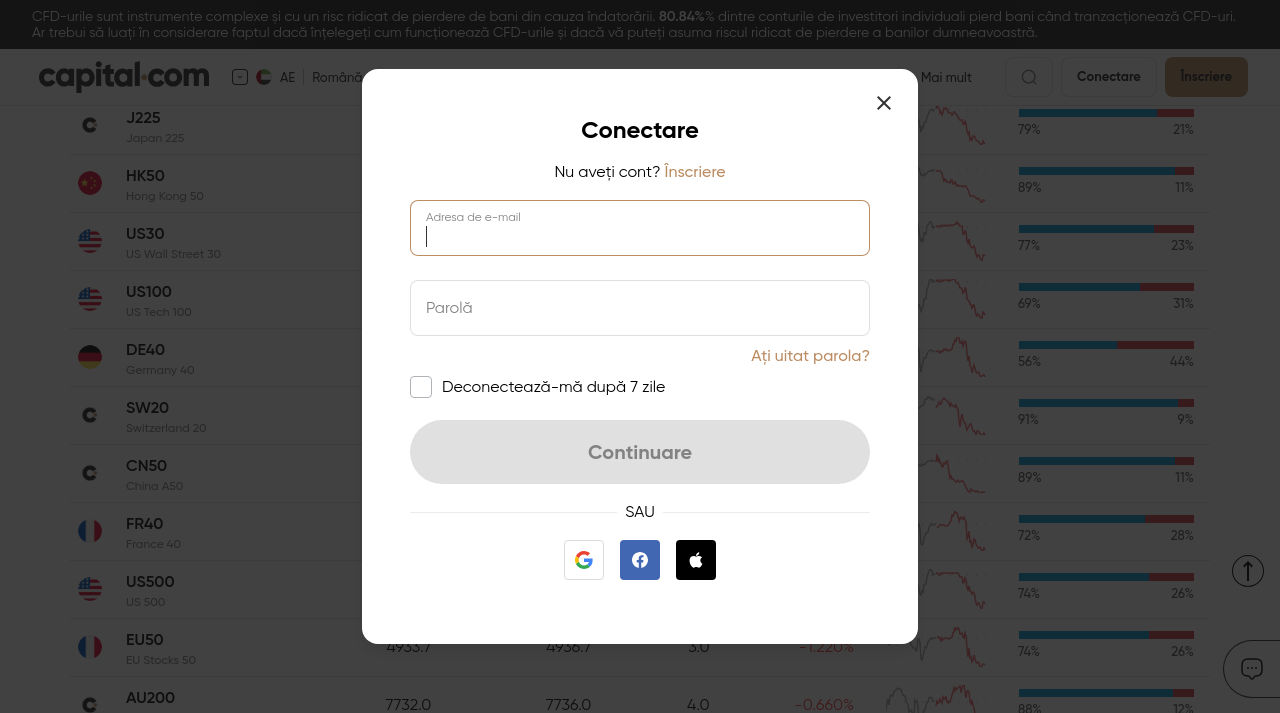 CFD-urile sunt instrumente complexe și cu un risc ridicat de pierdere de bani din cauza îndatorării. 80.84%% dintre conturile de investitori individuali pierd bani când tranzacționează CFD-uri.
Ar trebui să luați în considerare faptul dacă înțelegeți cum funcționează CFD-urile și dacă vă puteți asuma riscul ridicat de pierdere a banilor dumneavoastră.
capital.com AE Română Mai mult Conectare Înscriere
Conectare
Nu aveți cont? Înscriere
Adresa de e-mail
Parolă
Ați uitat parola?
Deconectează-mă după 7 zile
Continuare
SAU
J225
Japan 225
79% 21%
HK50
Hong Kong 50
89% 11%
US30
US Wall Street 30
77% 23%
US100
US Tech 100
69% 31%
DE40
Germany 40
56% 44%
SW20
Switzerland 20
91% 9%
CN50
China A50
89% 11%
FR40
France 40
72% 28%
US500
US 500
74% 26%
EU50
EU Stocks 50
4933.7 4936.7 3.0 -1.220%
74% 26%
AU200
7732.0 7736.0 4.0 -0.660%
88% 12%